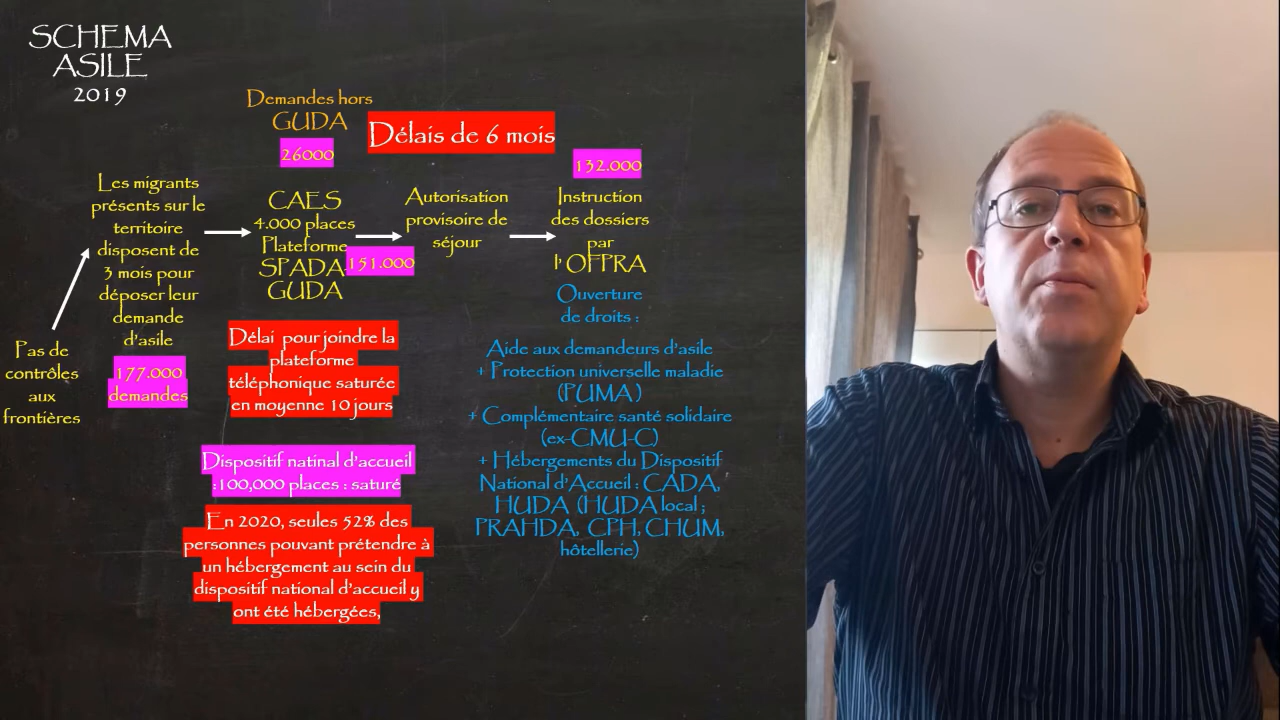 SCHEMA
ASILE
2019
Demandes hors
GUDA
26000
Délais de 6 mois
132.000
Les migrants
présents sur le
territoire
disposent de
3 mois pour
déposer leur
demande
d'asile
177.000
demandes
CAES
4.000 places
Plateforme
SPADA
GUDA
151.000
Autorisation
provisoire de
séjour
Instruction
des dossiers
par
l' OFPRA
Pas de
contrôles
aux
frontières
Délai pour joindre la
plateforme
téléphonique saturée
en moyenne 10 jours
Dispositif natinal d'accueil
:100,000 places : saturé
En 2020, seules 52% des
personnes pouvant prétendre à
un hébergement au sein du
dispositif national d'accueil y
ont été hébergées,
Ouverture
de droits :
Aide aux demandeurs d'asile
+ Protection universelle maladie
(PUMA)
+ Complémentaire santé solidaire
(ex-CMU-C)
+ Hébergements du Dispositif
National d'Accueil : CADA,
HUDA (HUDA local ;
PRAHDA, CPH, CHUM,
hôtellerie)